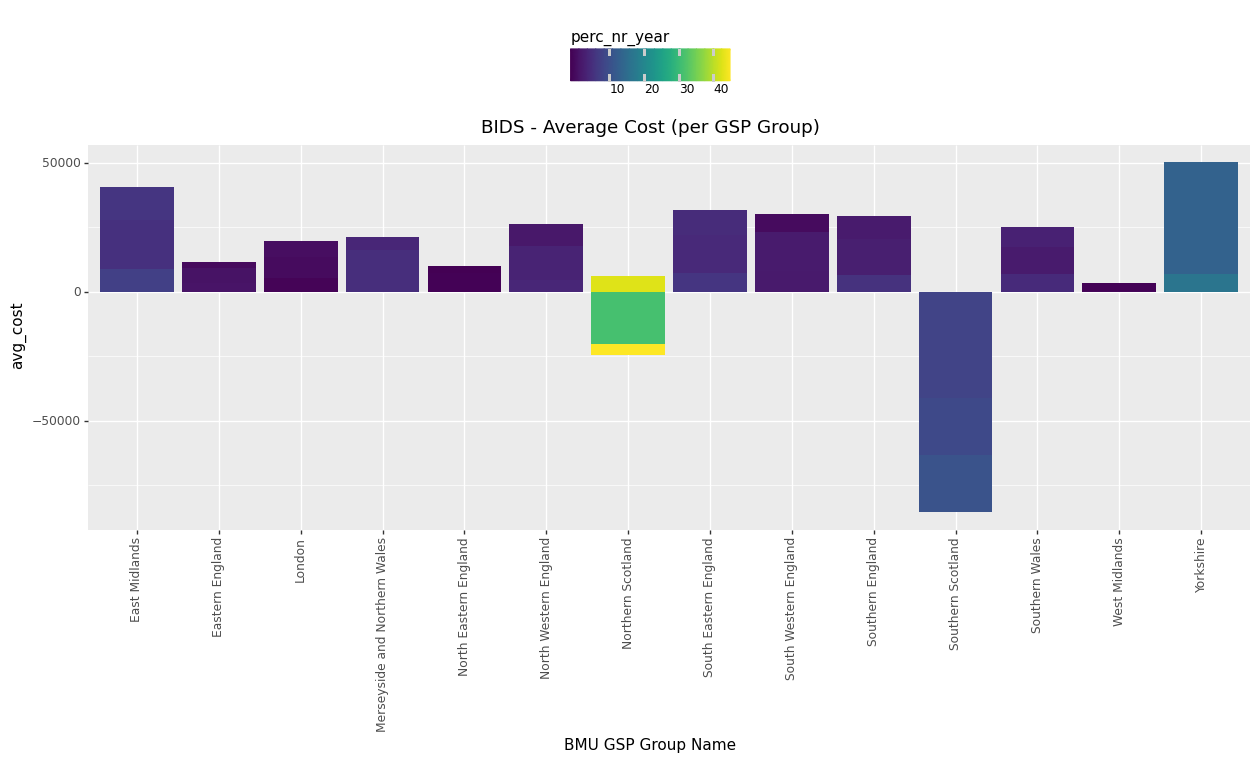 perc_nr_year
10 20 30 40
BIDS - Average Cost (per GSP Group)
50000
0
−50000
avg_cost
East Midlands
Eastern England
London
Merseyside and Northern Wales
North Eastern England
North Western England
Northern Scotland
South Eastern England
South Western England
Southern England
Southern Scotland
Southern Wales
West Midlands
Yorkshire
BMU GSP Group Name